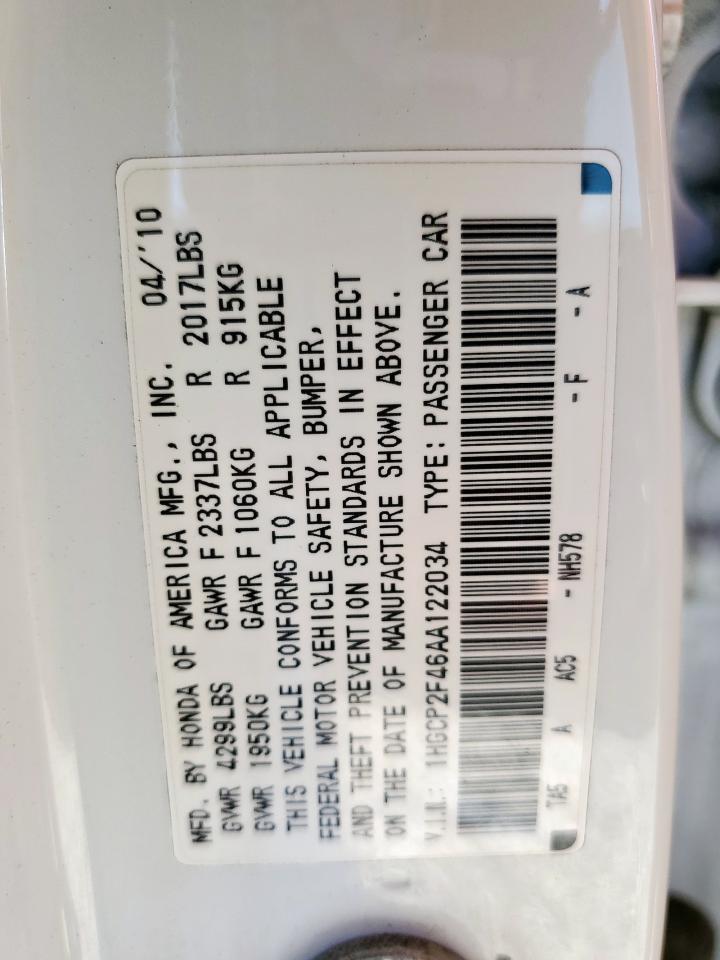 MFD. BY HONDA OF AMERICA MFG., INC. 04/'10
GVWR 4299LBS GAWR F 2337LBS R 2017LBS
GVWR 1950KG GAWR F 1060KG R 915KG
THIS VEHICLE CONFORMS TO ALL APPLICABLE
FEDERAL MOTOR VEHICLE SAFETY, BUMPER,
AND THEFT PREVENTION STANDARDS IN EFFECT
ON THE DATE OF MANUFACTURE SHOWN ABOVE.
V.I.N.: 1HGCP2F46AA122034 TYPE: PASSENGER CAR
TA5 A AC5 - NH578 - F - A